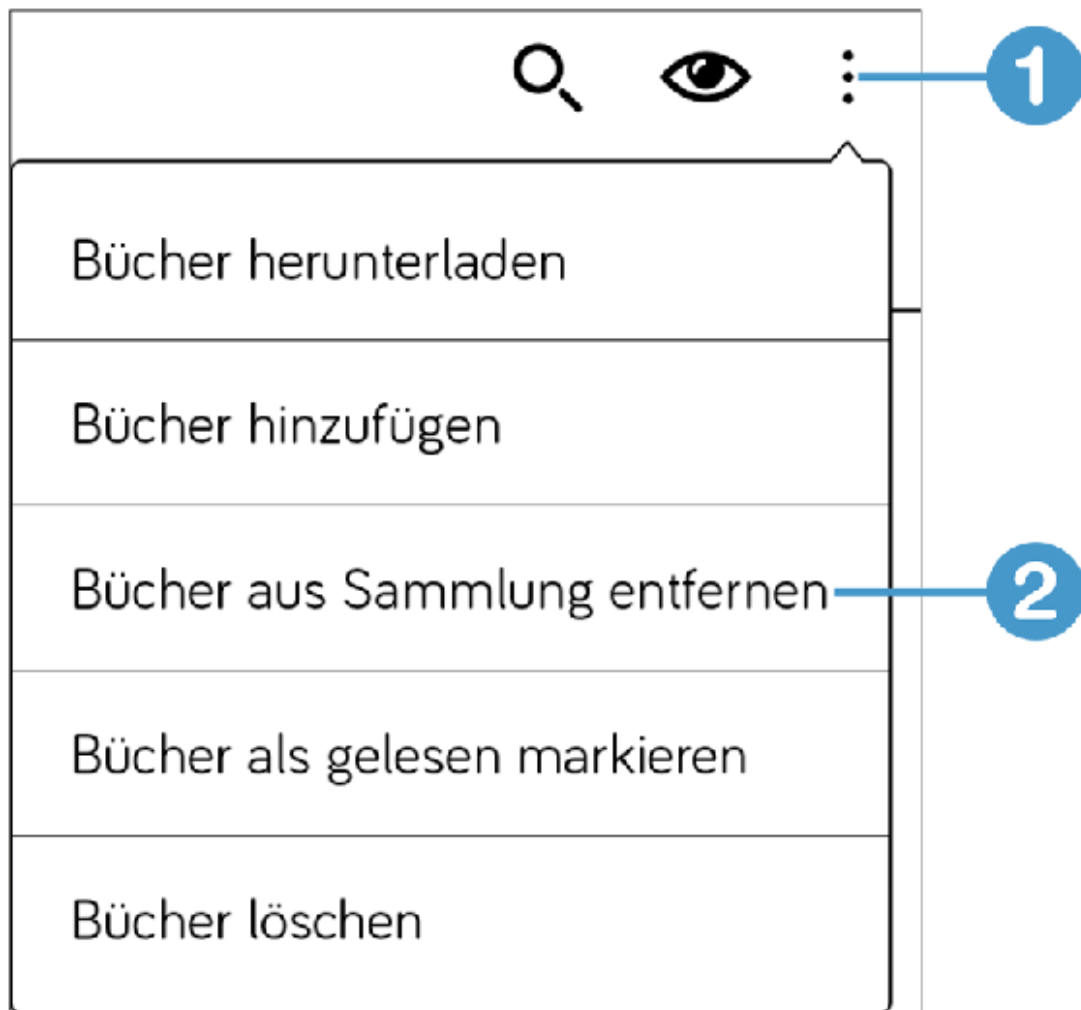 1
Bücher herunterladen
Bücher hinzufügen
Bücher aus Sammlung entfernen
2
Bücher als gelesen markieren
Bücher löschen